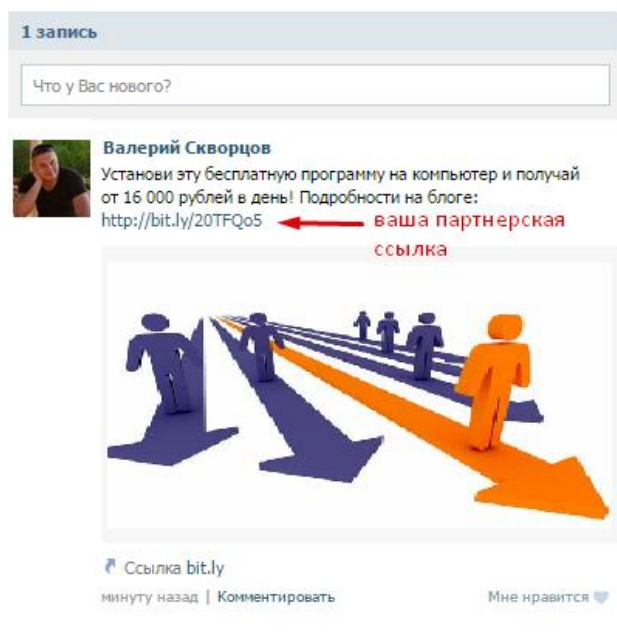 1 запись
Что у Вас нового?
Валерий Скворцов
Установи эту бесплатную программу на компьютер и получай
от 16 000 рублей в день! Подробности на блоге:
http://bit.ly/20TFQo5
ваша партнерская
ссылка
Ссылка bit.ly
минуту назад | Комментировать
Мне нравится